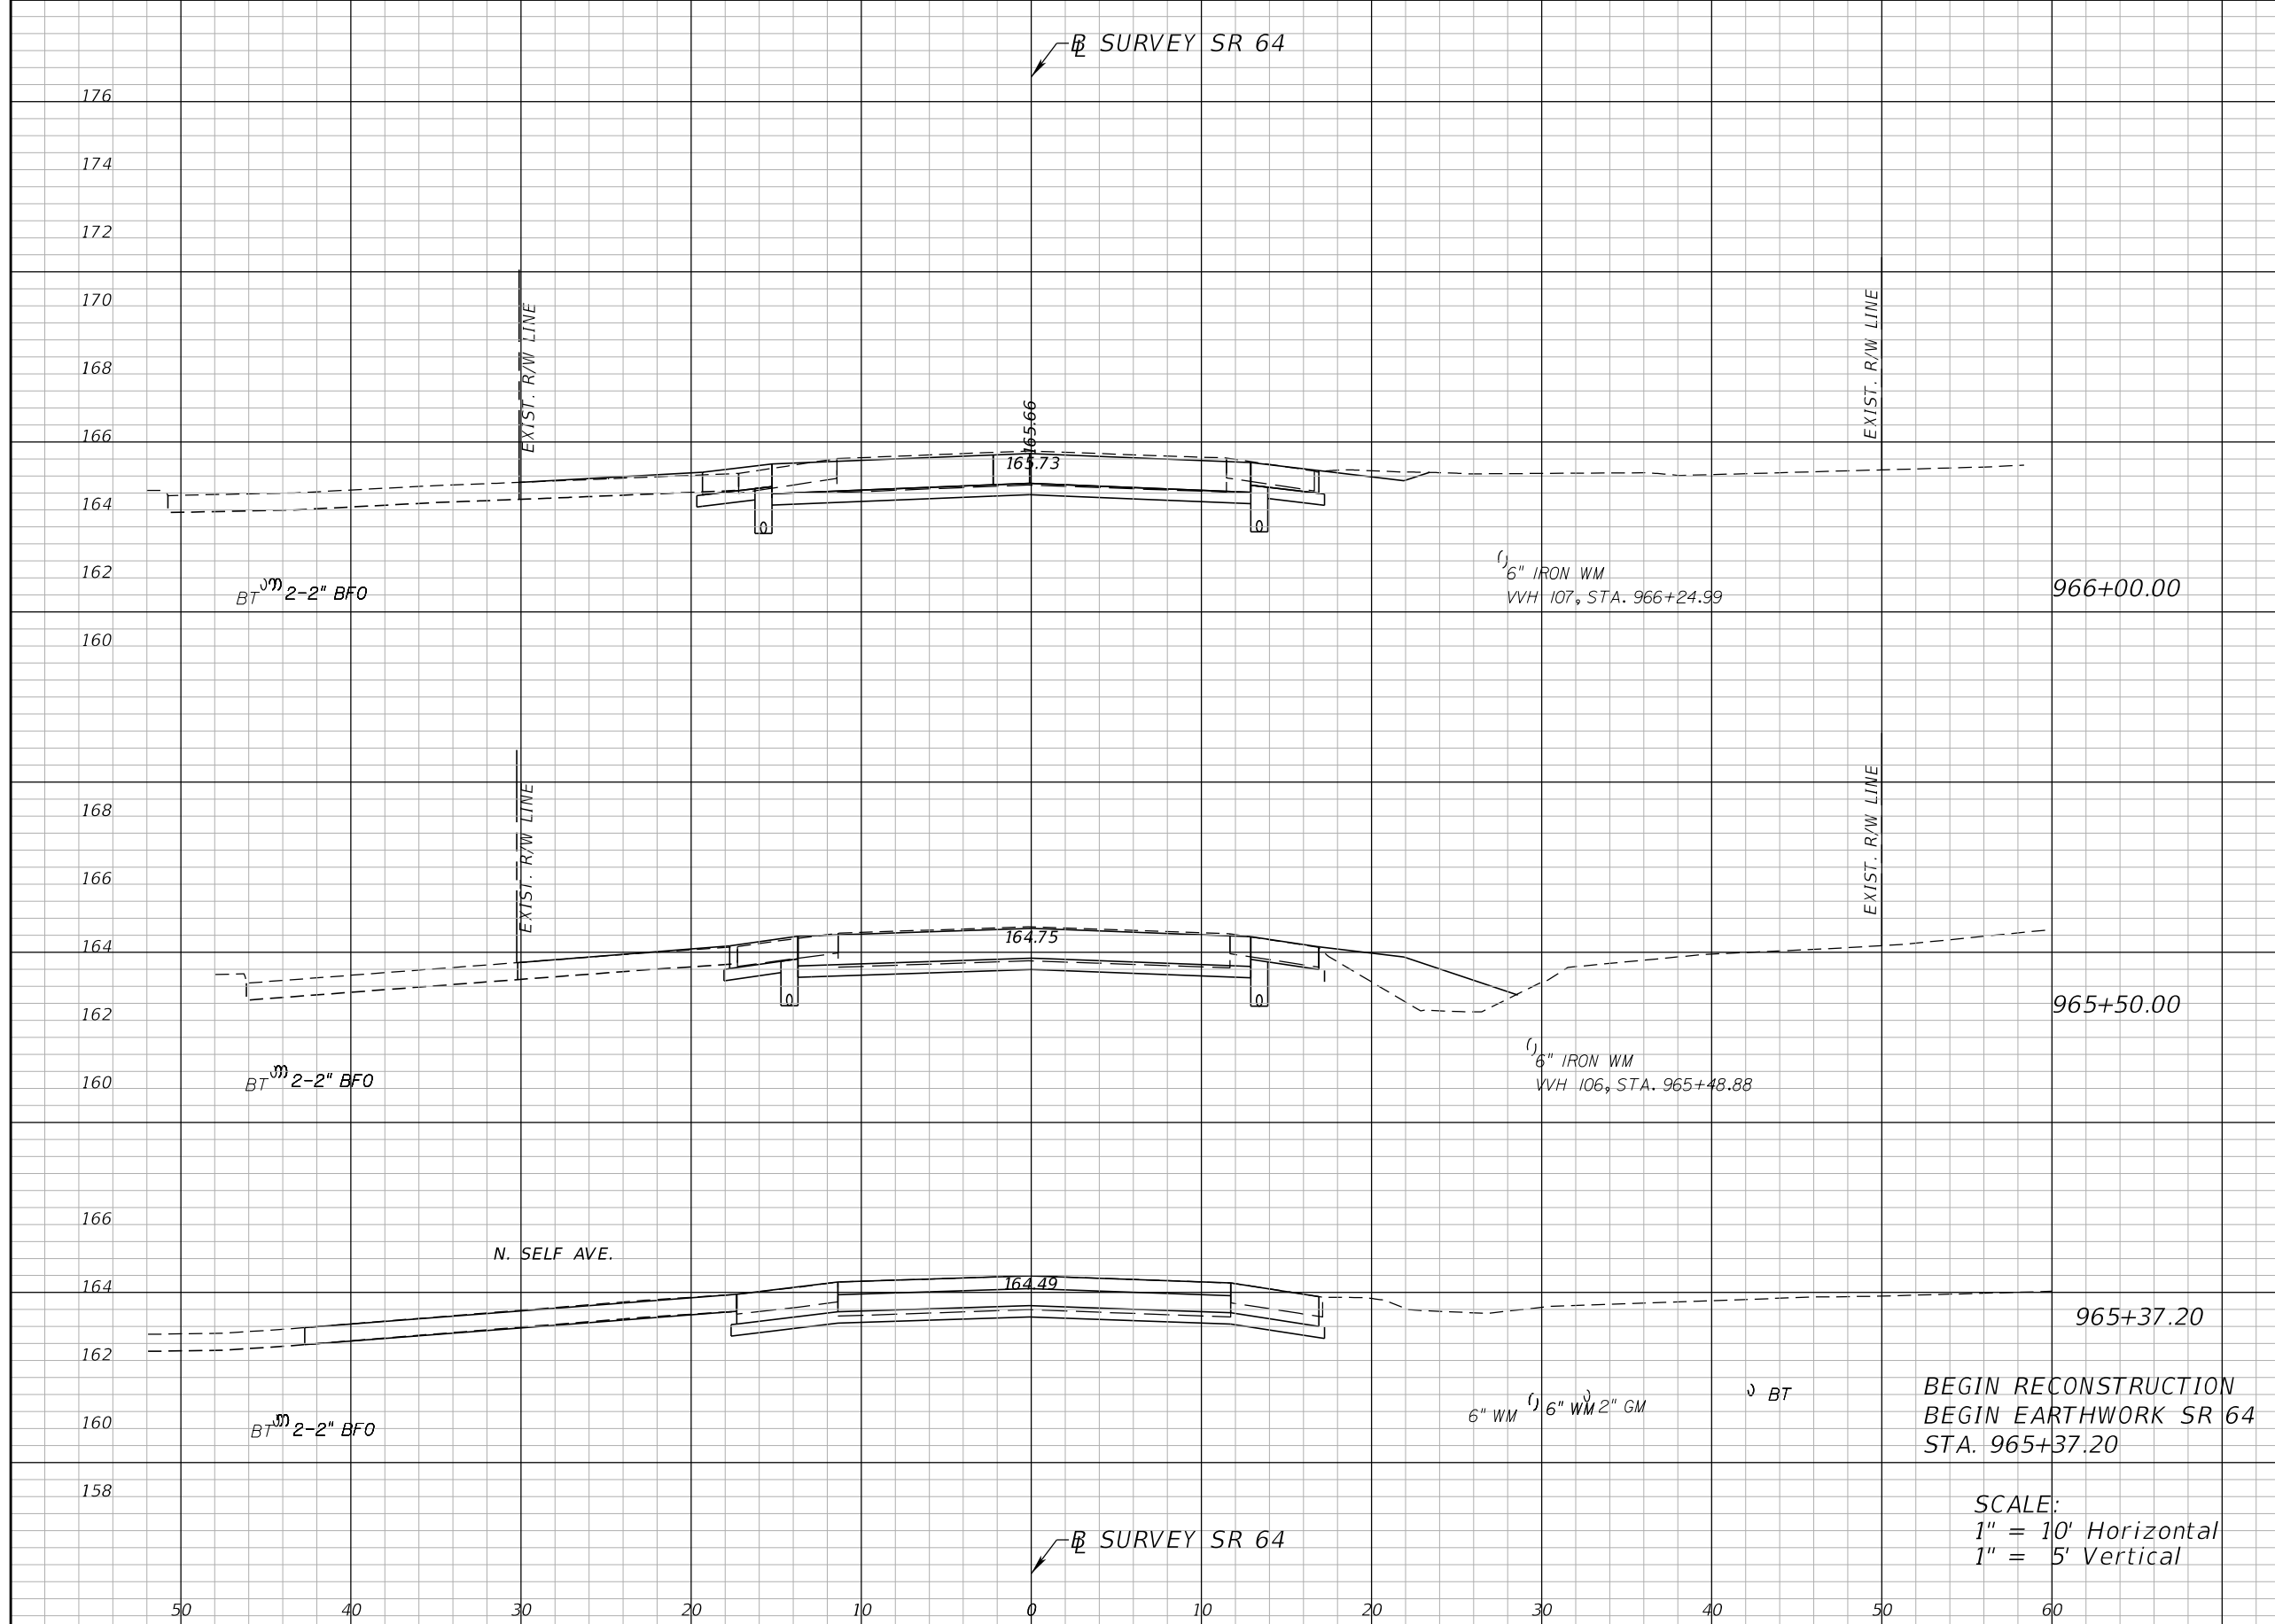 BL SURVEY SR 64
176
174
172
170
168
166
164
162
160
EXIST. R/W LINE
EXIST. R/W LINE
165.66
165.73
BT 2-2" BFO
6" IRON WM
VVH 107, STA. 966+24.99
966+00.00
168
166
164
162
160
EXIST. R/W LINE
EXIST. R/W LINE
164.75
BT 2-2" BFO
6" IRON WM
VVH 106, STA. 965+48.88
965+50.00
166
164
162
160
158
N. SELF AVE.
164.49
BT 2-2" BFO
6" WM 6" WM 2" GM
BT
965+37.20
BEGIN RECONSTRUCTION
BEGIN EARTHWORK SR 64
STA. 965+37.20
SCALE:
1" = 10' Horizontal
1" = 5' Vertical
BL SURVEY SR 64
50 40 30 20 10 0 10 20 30 40 50 60